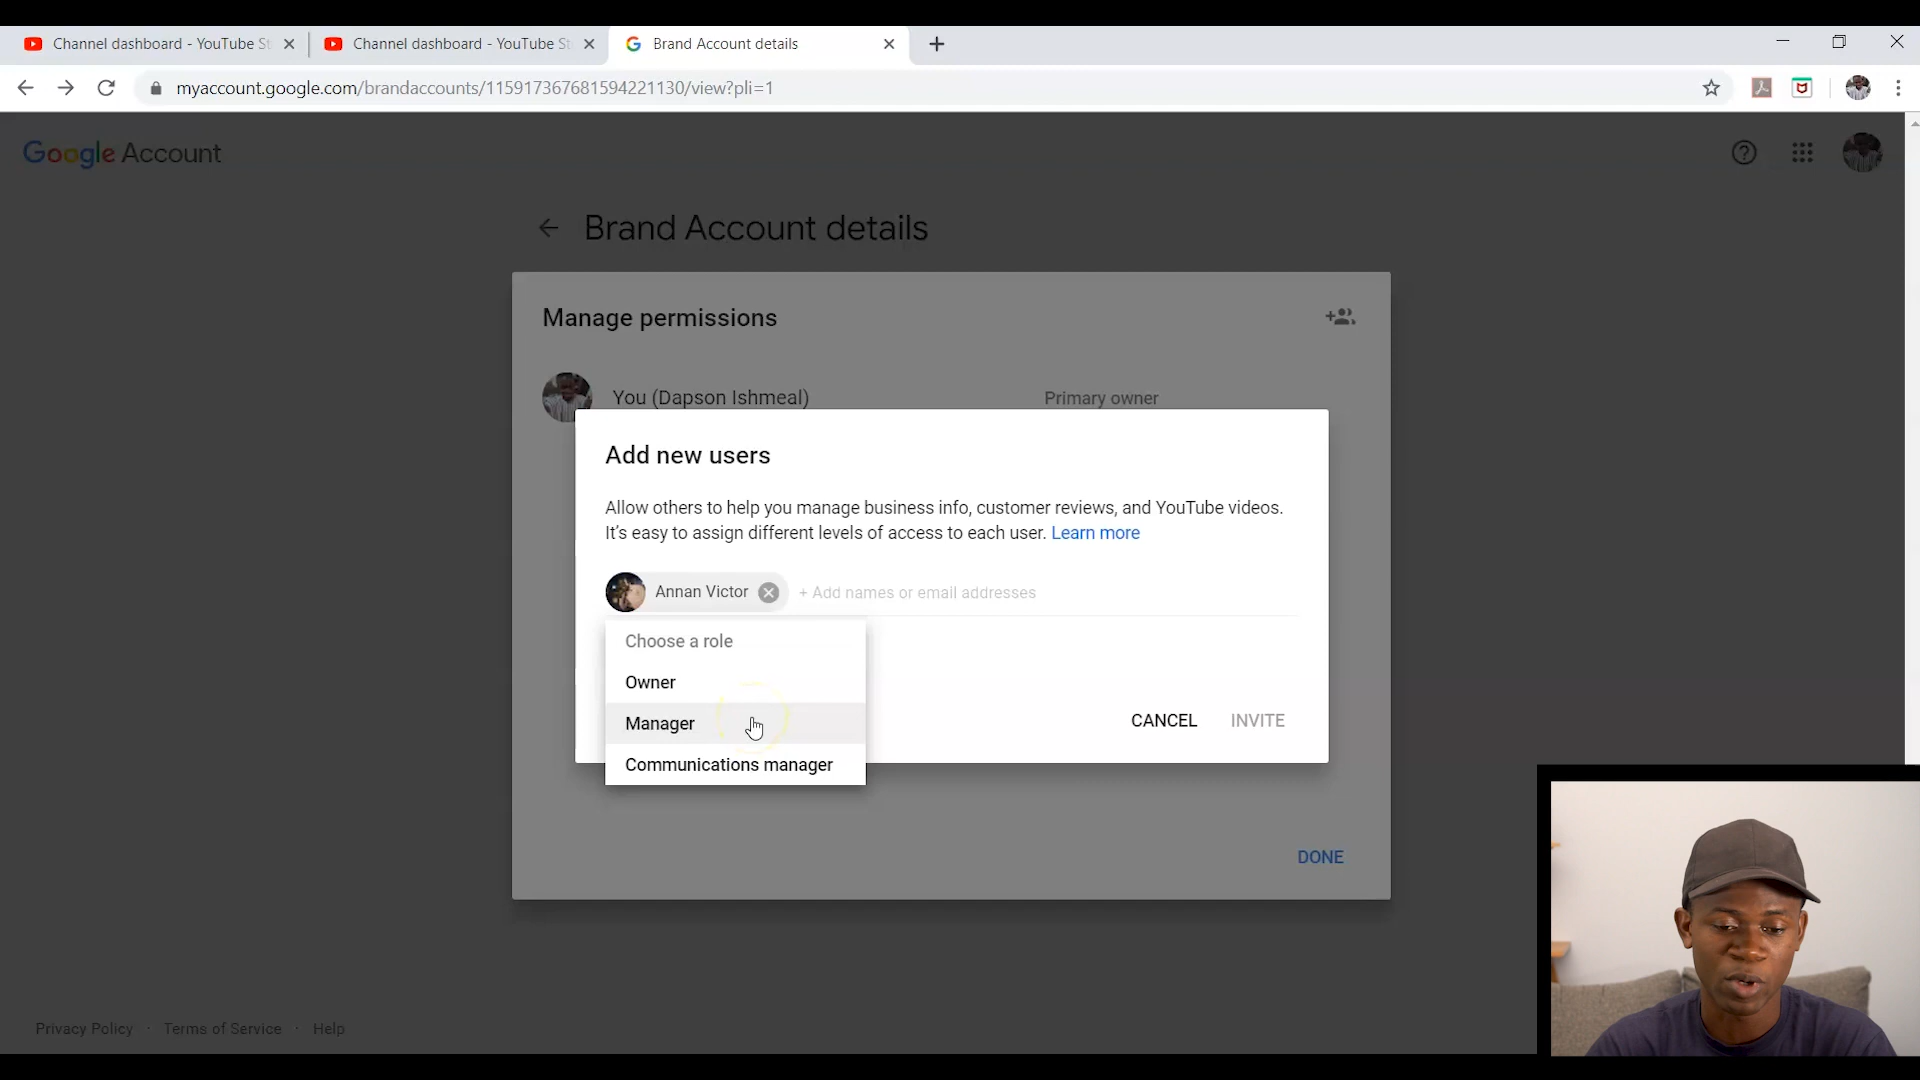 Channel dashboard - YouTube St
Channel dashboard - YouTube St
Brand Account details
myaccount.google.com/brandaccounts/115917367681594221130/view?pli=1
Google Account
Brand Account details
Manage permissions
You (Dapson Ishmeal)
Primary owner
Add new users
Allow others to help you manage business info, customer reviews, and YouTube videos.
It's easy to assign different levels of access to each user. Learn more
Annan Victor
+ Add names or email addresses
Choose a role
Owner
Manager
Communications manager
CANCEL
INVITE
DONE
Privacy Policy · Terms of Service · Help